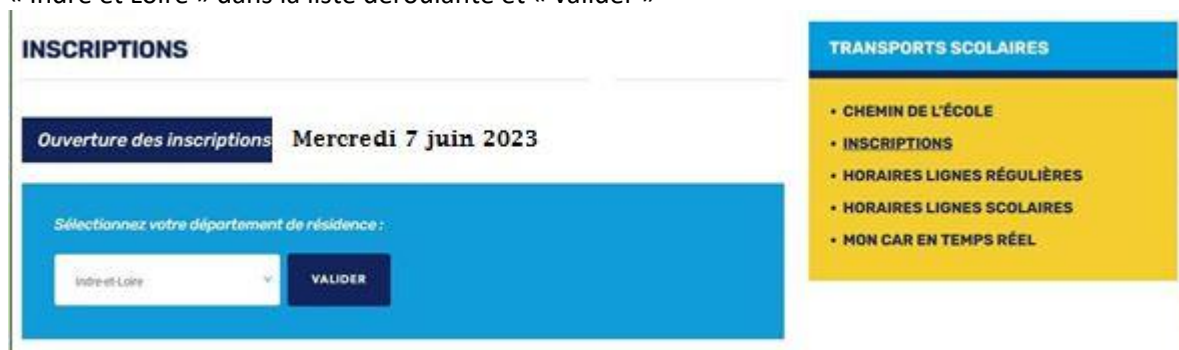 « Indre et Loire » dans la liste déroulante et « Valider »
INSCRIPTIONS
Ouverture des inscriptions Mercredi 7 juin 2023
Sélectionnez votre département de résidence :
Indre-et-Loire
VALIDER
TRANSPORTS SCOLAIRES
• CHEMIN DE L'ÉCOLE
• INSCRIPTIONS
• HORAIRES LIGNES RÉGULIÈRES
• HORAIRES LIGNES SCOLAIRES
• MON CAR EN TEMPS RÉEL